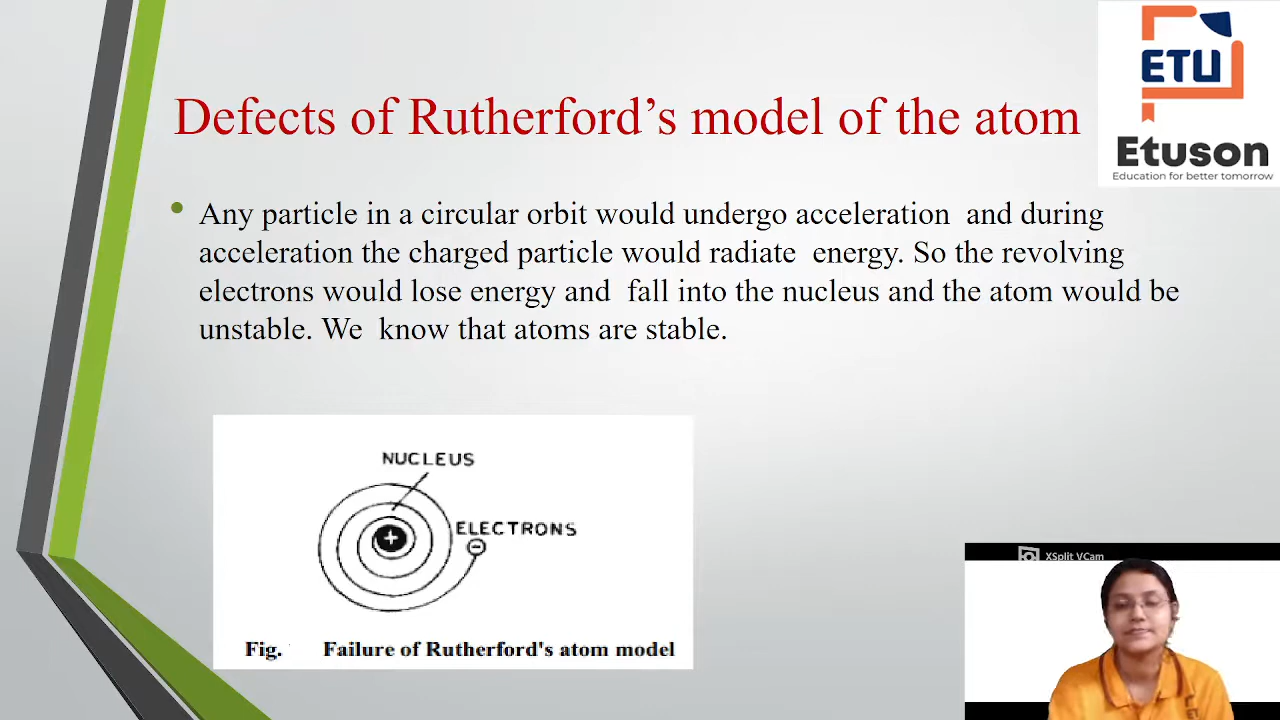 ETU
Etuson
Education for better tomorrow
Defects of Rutherford’s model of the atom
• Any particle in a circular orbit would undergo acceleration and during
acceleration the charged particle would radiate energy. So the revolving
electrons would lose energy and fall into the nucleus and the atom would be
unstable. We know that atoms are stable.
NUCLEUS
ELECTRONS
+
−
Fig. Failure of Rutherford's atom model
XSplit VCam